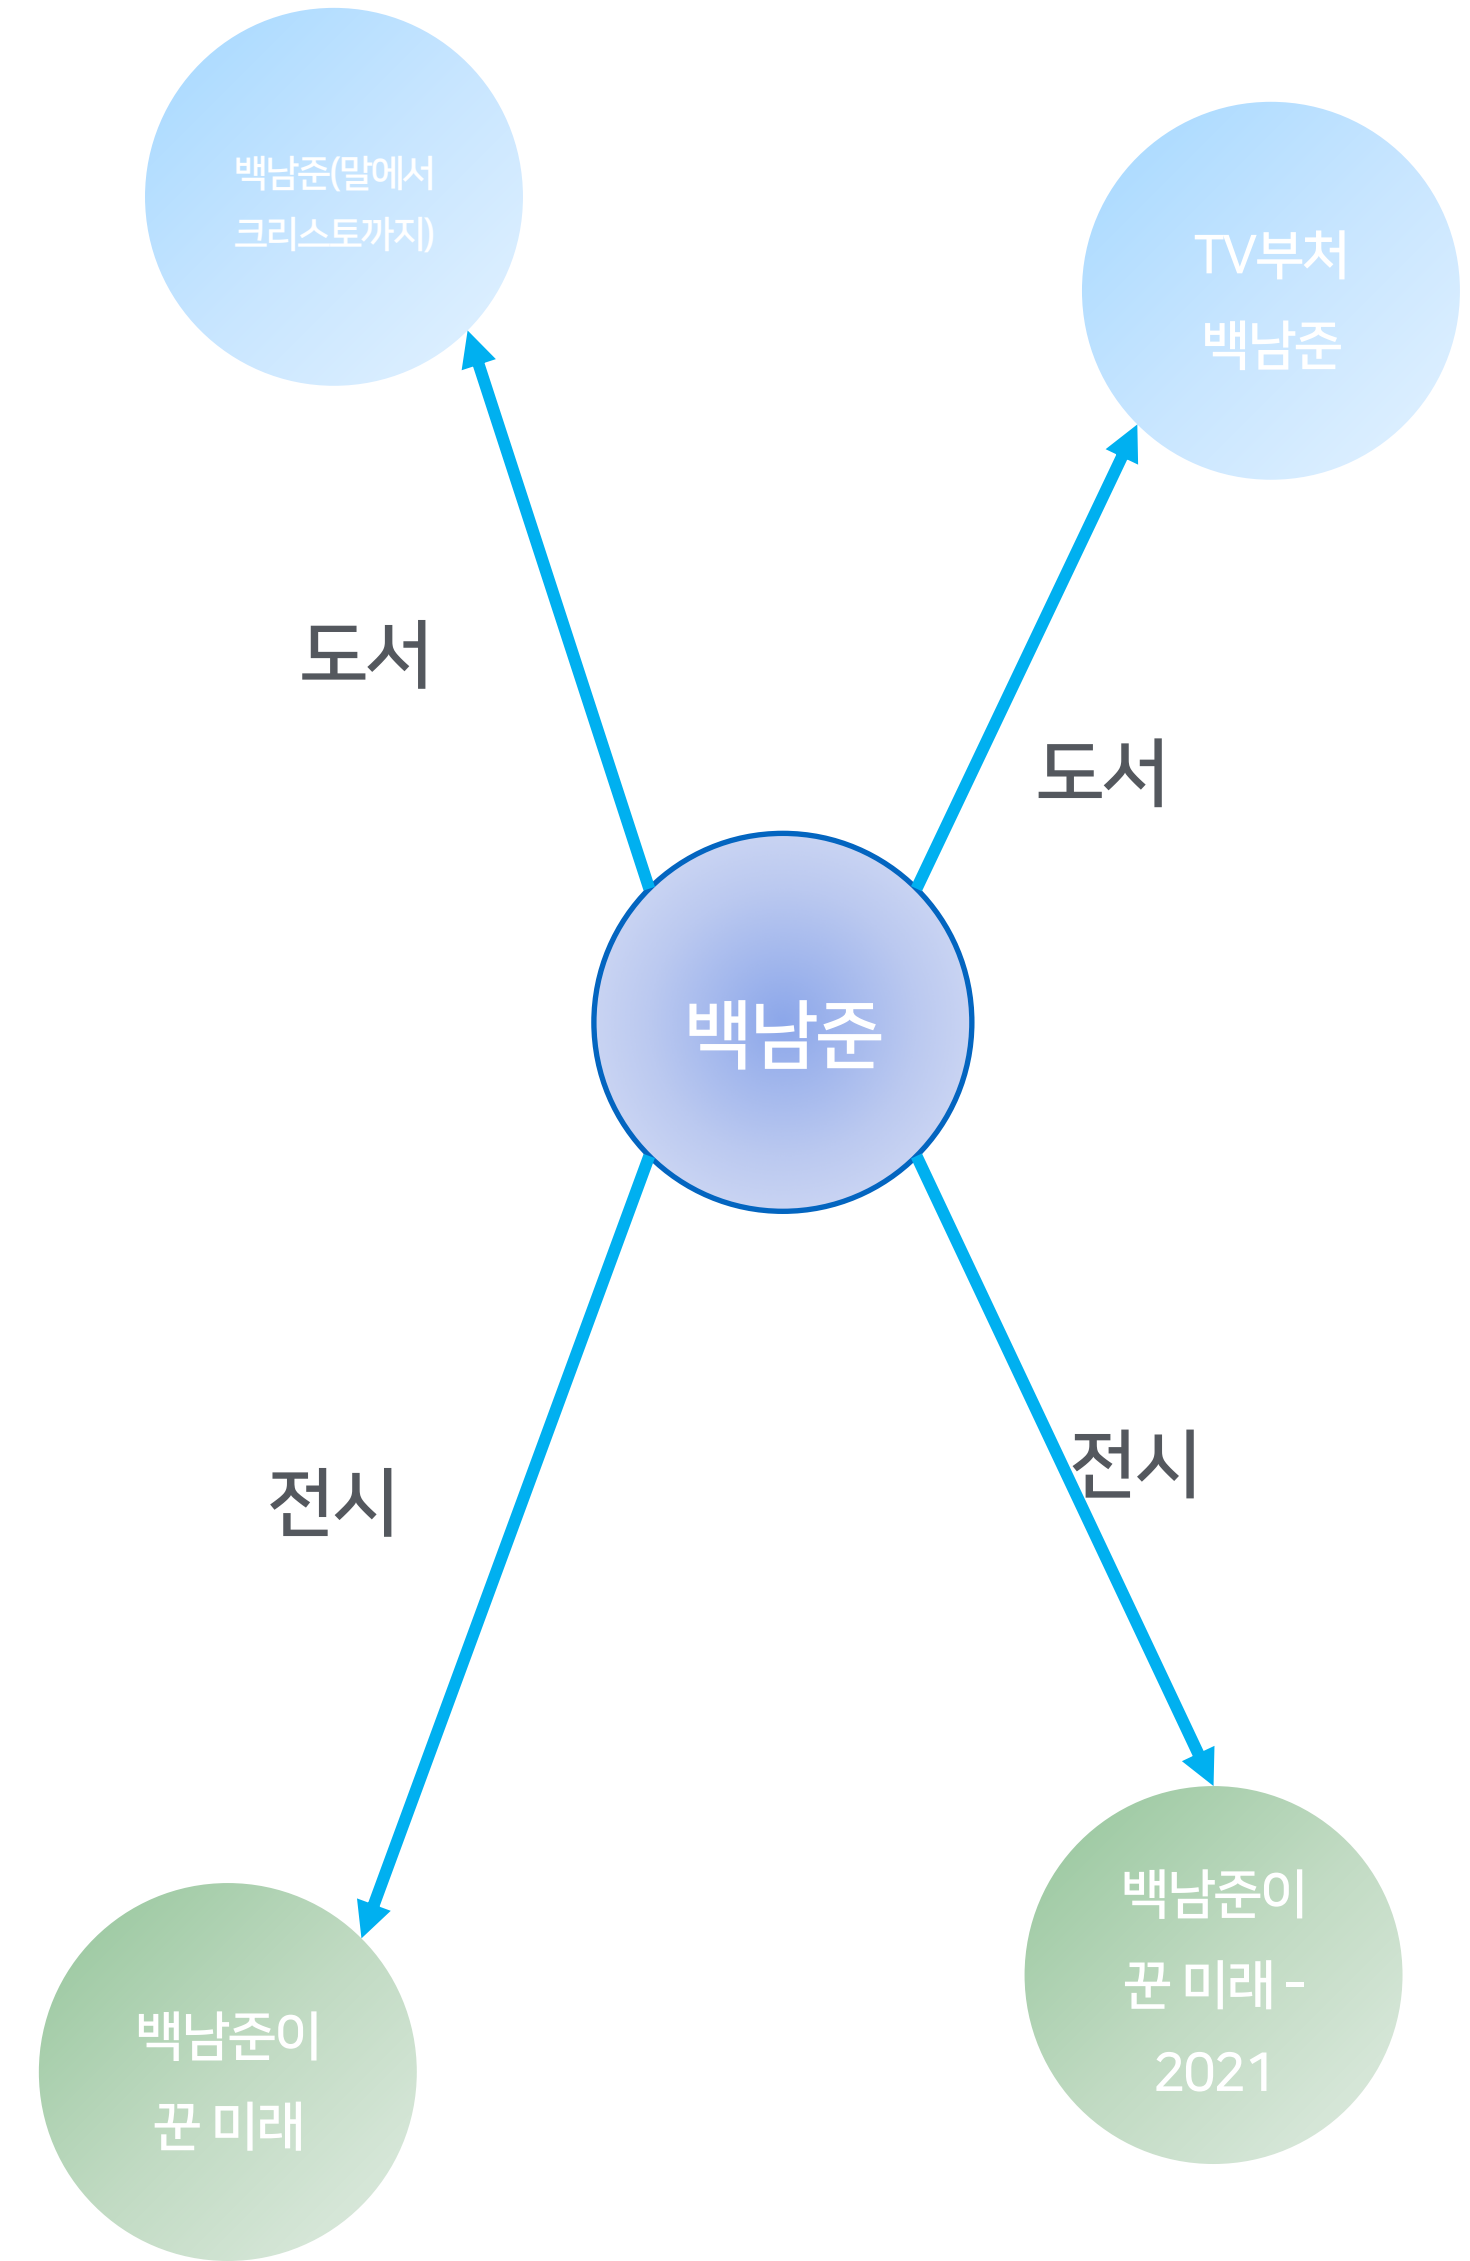 백남준(말에서
크리스토까지)
TV부처
백남준
도서
도서
백남준
전시
전시
백남준이
꾼 미래 -
2021
백남준이
꾼 미래